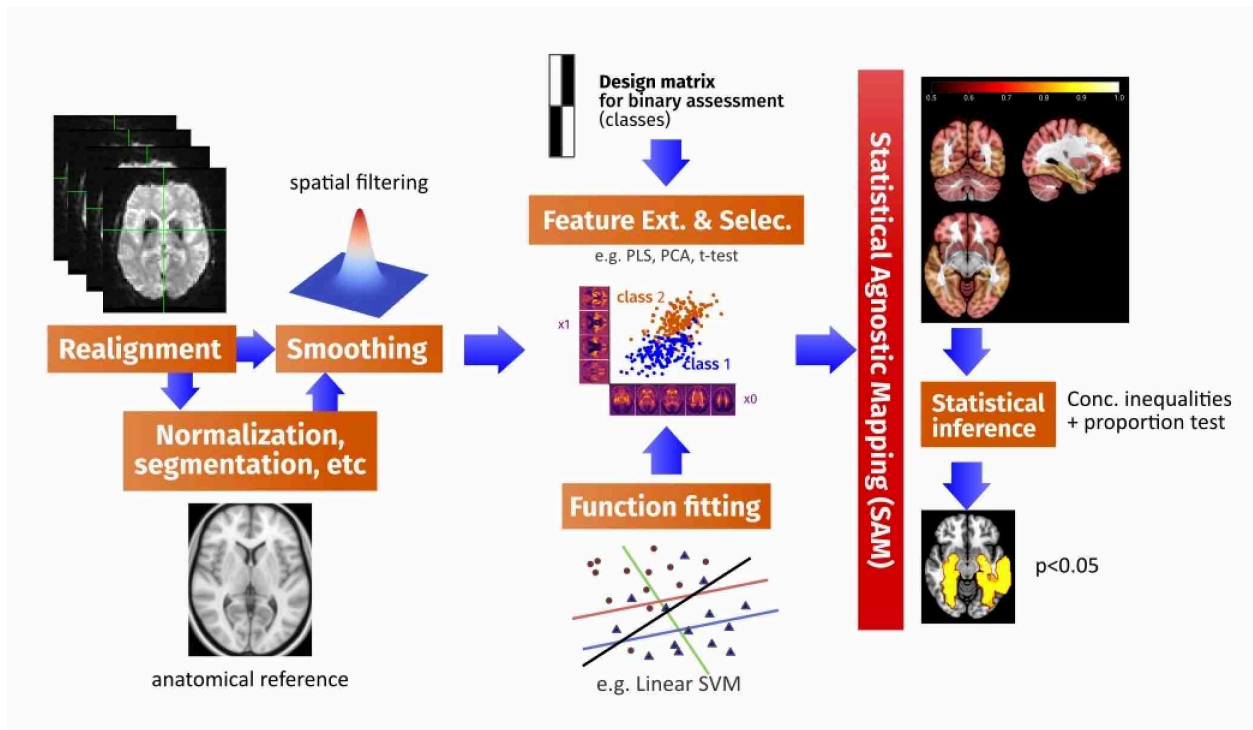 Realignment
spatial filtering
Smoothing
Normalization,
segmentation, etc
anatomical reference
Design matrix
for binary assessment
(classes)
Feature Ext. & Selec.
e.g. PLS, PCA, t-test
x1
class 2
class 1
x0
Function fitting
e.g. Linear SVM
Statistical Agnostic Mapping (SAM)
0.5 0.6 0.7 0.8 0.9 1.0
Statistical
inference
Conc. inequalities
+ proportion test
p<0.05